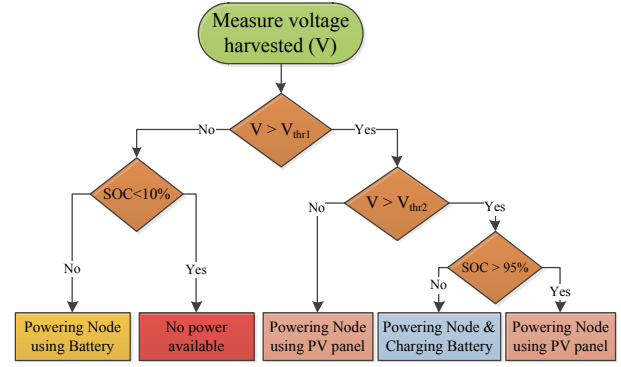 Measure voltage
harvested (V)
V > Vthr1
No
Yes
SOC<10%
V > Vthr2
No
Yes
SOC > 95%
No
Yes
No
Yes
Powering Node
using Battery
No power
available
Powering Node
using PV panel
Powering Node &
Charging Battery
Powering Node
using PV panel